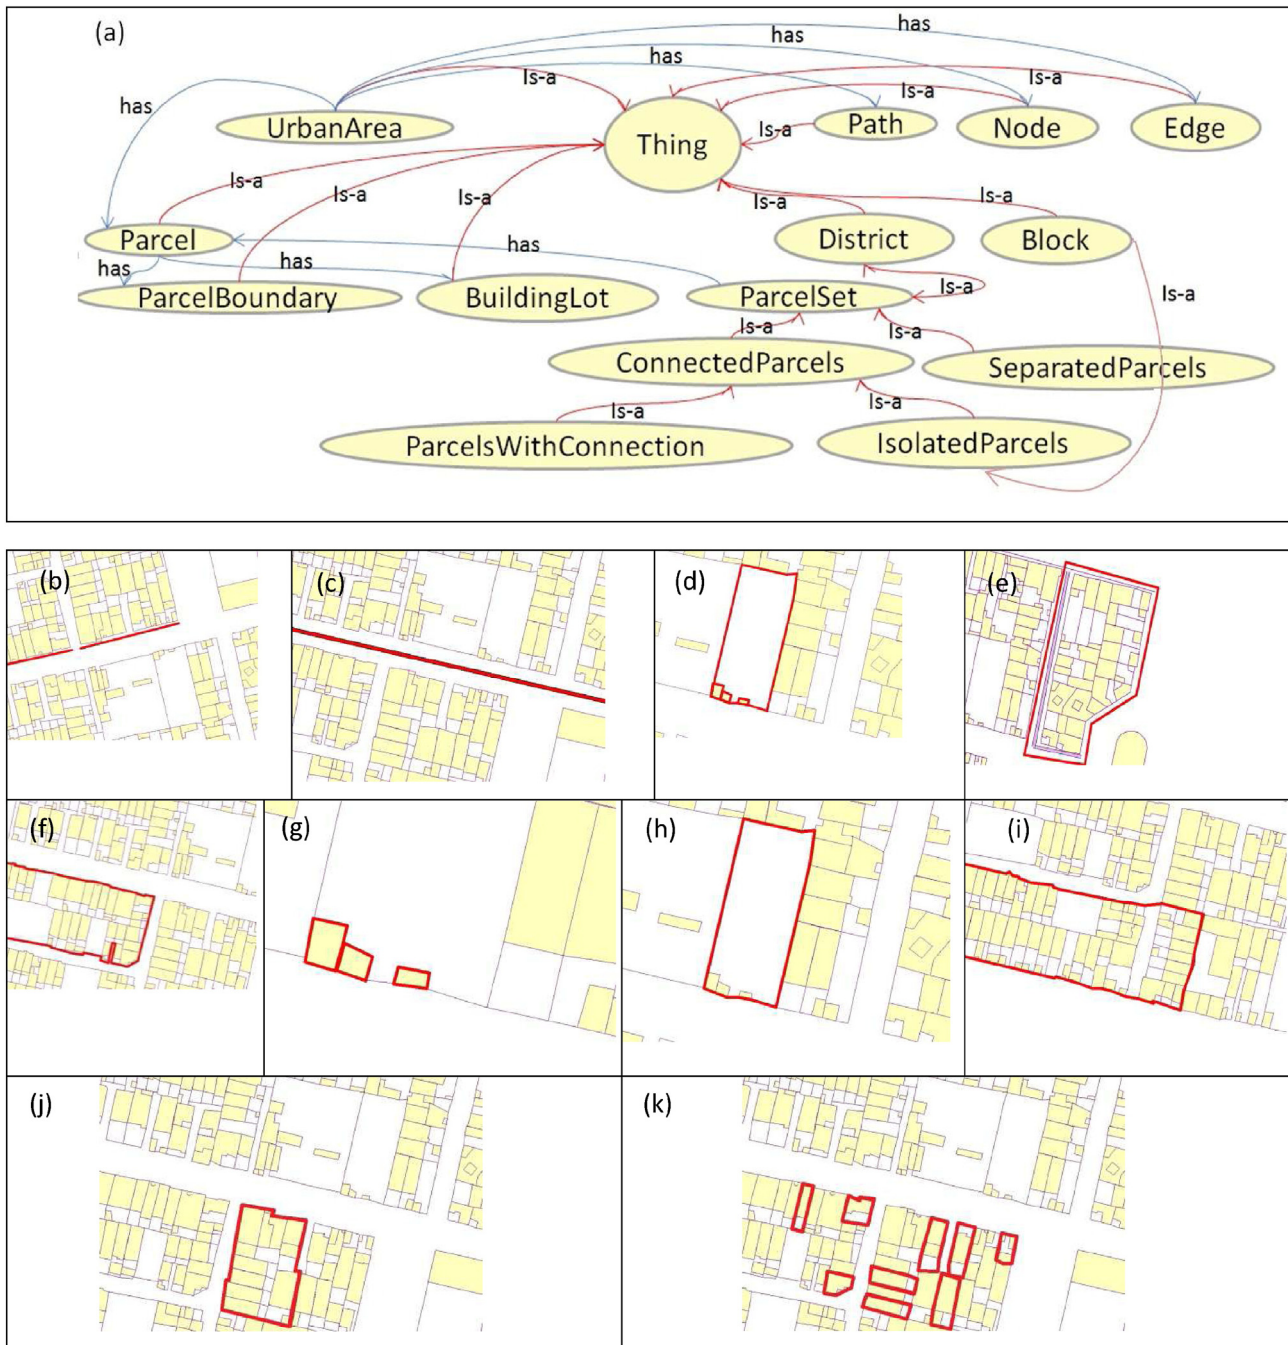 (a)
has
has
has
Is-a
Is-a
Is-a
has
UrbanArea
Thing
Is-a
Path
Node
Edge
Is-a
Is-a
Is-a
Is-a
Is-a
Parcel
has
has
has
District
Block
ParcelBoundary
BuildingLot
ParcelSet
Is-a
Is-a
Is-a
Is-a
ConnectedParcels
SeparatedParcels
Is-a
Is-a
ParcelsWithConnection
IsolatedParcels
(b)
(c)
(d)
(e)
(f)
(g)
(h)
(i)
(j)
(k)